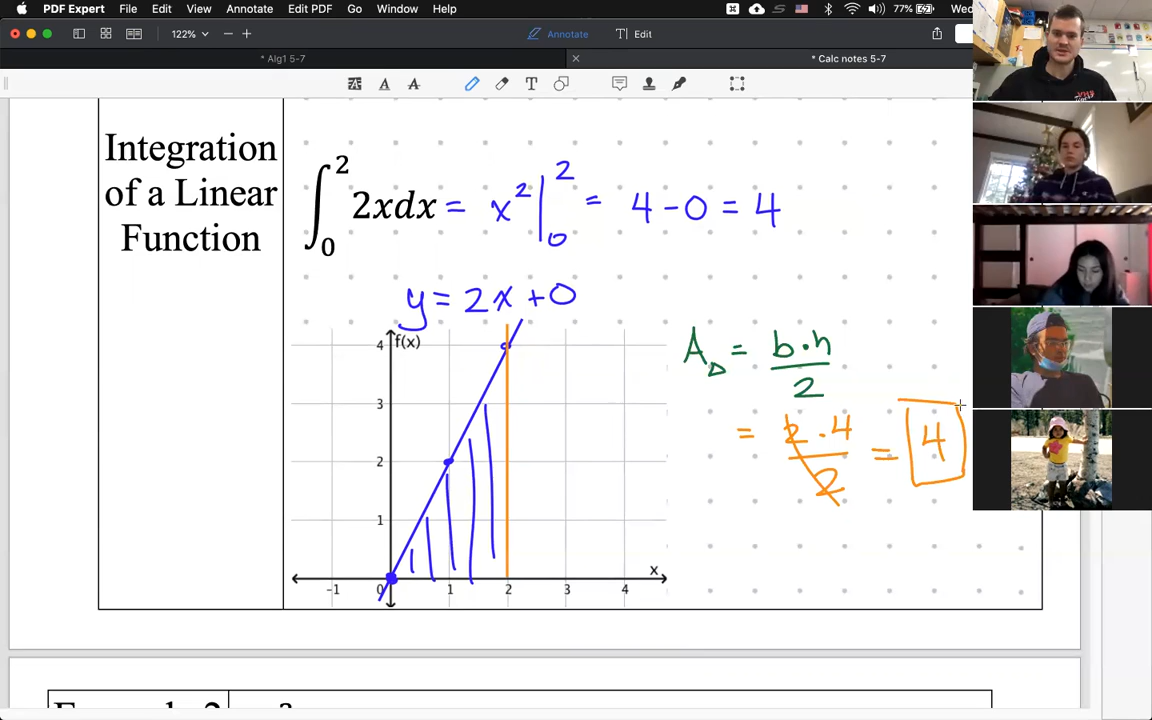 PDF Expert File Edit View Annotate Edit PDF Go Window Help 77% Wed
122% Annotate Edit
* Alg1 5-7 * Calc notes 5-7
Integration
of a Linear
Function
∫₀² 2xdx = x² |₀² = 4 - 0 = 4
y = 2x + 0
f(x)
4
3
2
1
0
-1 1 2 3 4
x
A△ = b·h / 2
= 2·4 / 2 = 4